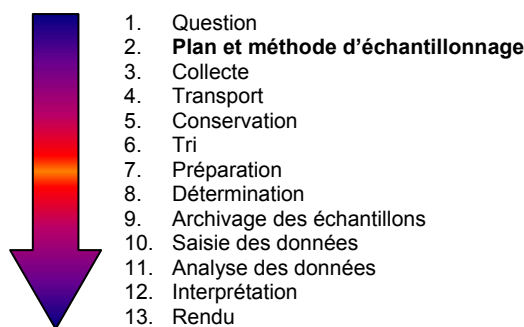 1. Question
2. Plan et méthode d’échantillonnage
3. Collecte
4. Transport
5. Conservation
6. Tri
7. Préparation
8. Détermination
9. Archivage des échantillons
10. Saisie des données
11. Analyse des données
12. Interprétation
13. Rendu